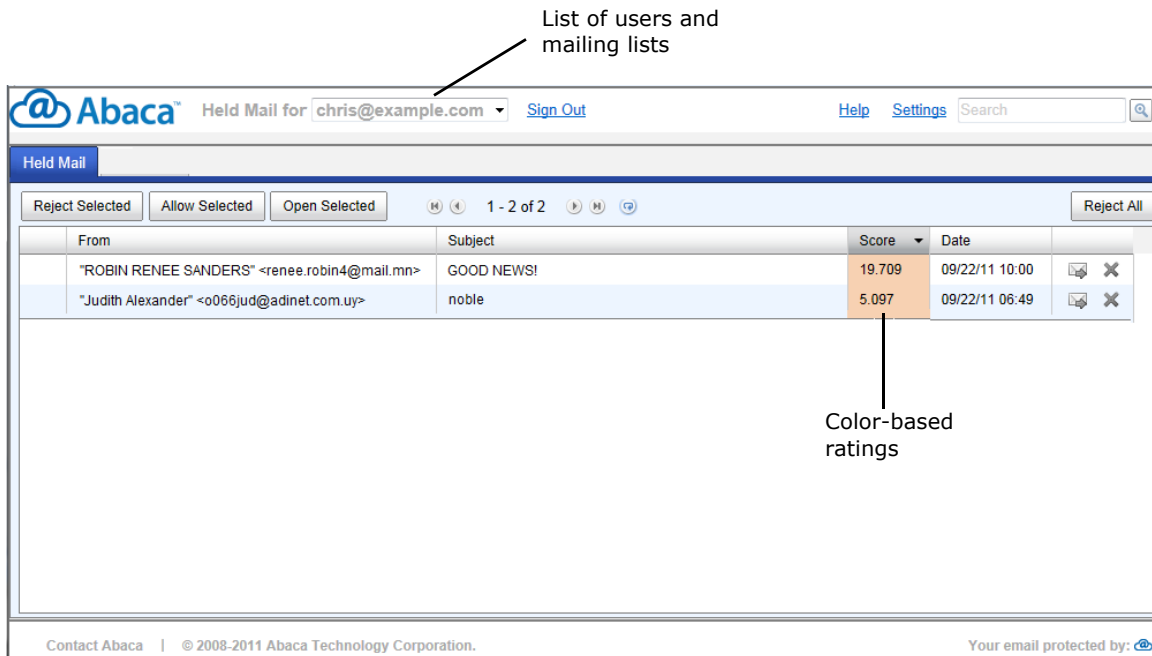 List of users and
mailing lists
@ Abaca™ Held Mail for chris@example.com Sign Out Help Settings Search
Held Mail
Reject Selected Allow Selected Open Selected 1 - 2 of 2 Reject All
From Subject Score Date
"ROBIN RENEE SANDERS" <renee.robin4@mail.mn> GOOD NEWS! 19.709 09/22/11 10:00
"Judith Alexander" <o066jud@adinet.com.uy> noble 5.097 09/22/11 06:49
Color-based
ratings
Contact Abaca | © 2008-2011 Abaca Technology Corporation. Your email protected by: @